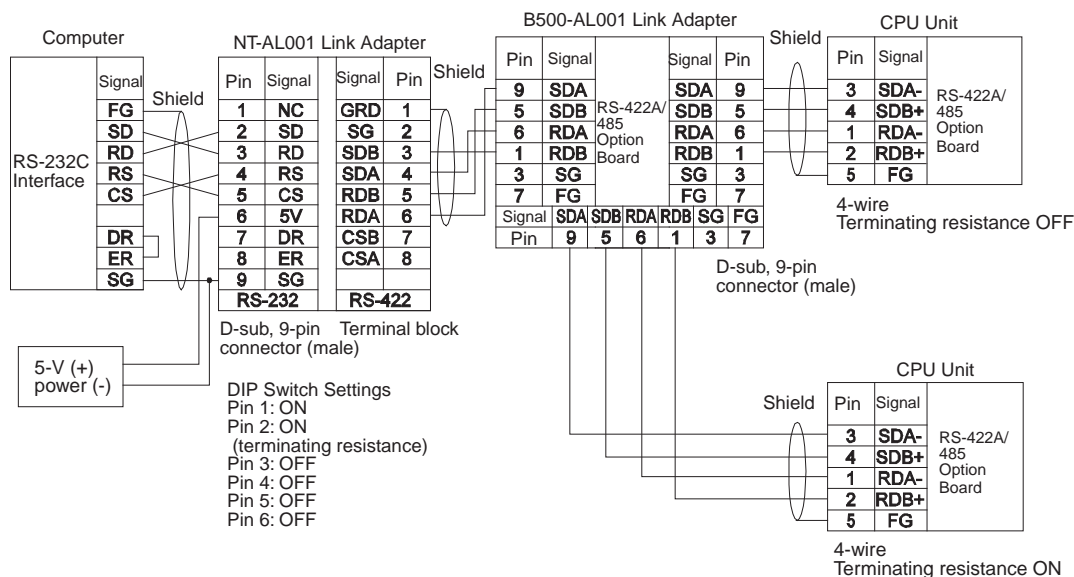 Computer
Signal
FG
SD
RD
RS
CS
DR
ER
SG
RS-232C
Interface
Shield
5-V (+)
power (-)
NT-AL001 Link Adapter
Pin Signal Signal Pin
1 NC GRD 1
2 SD SG 2
3 RD SDB 3
4 RS SDA 4
5 CS RDB 5
6 5V RDA 6
7 DR CSB 7
8 ER CSA 8
9 SG
RS-232 RS-422
D-sub, 9-pin
connector (male)
Terminal block
DIP Switch Settings
Pin 1: ON
Pin 2: ON
(terminating resistance)
Pin 3: OFF
Pin 4: OFF
Pin 5: OFF
Pin 6: OFF
Shield
B500-AL001 Link Adapter
Pin Signal Signal Pin
9 SDA SDA 9
5 SDB SDB 5
6 RDA RDA 6
1 RDB RDB 1
3 SG SG 3
7 FG FG 7
RS-422A/
485
Option
Board
Signal SDA SDB RDA RDB SG FG
Pin 9 5 6 1 3 7
D-sub, 9-pin
connector (male)
Shield
CPU Unit
Pin Signal
3 SDA-
4 SDB+
1 RDA-
2 RDB+
5 FG
RS-422A/
485
Option
Board
4-wire
Terminating resistance OFF
CPU Unit
Shield
Pin Signal
3 SDA-
4 SDB+
1 RDA-
2 RDB+
5 FG
RS-422A/
485
Option
Board
4-wire
Terminating resistance ON